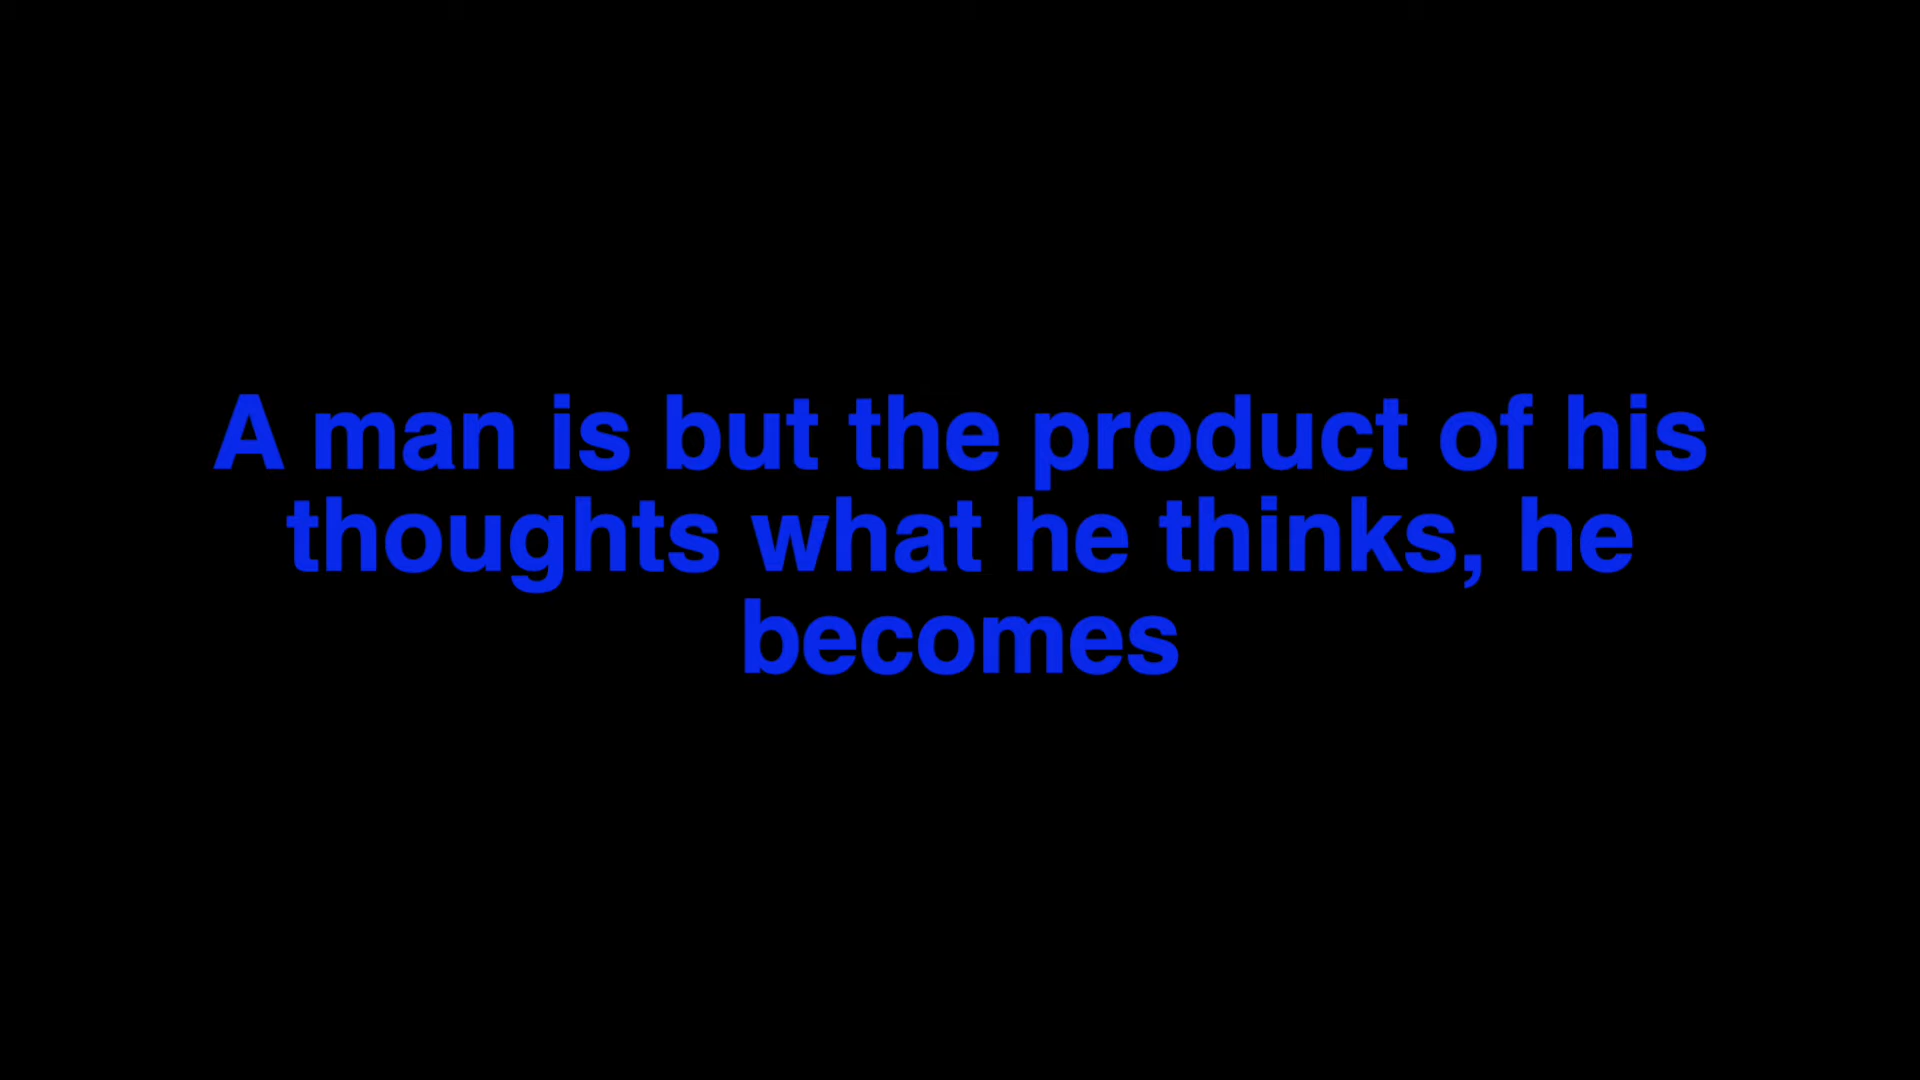 A man is but the product of his
thoughts what he thinks, he
becomes